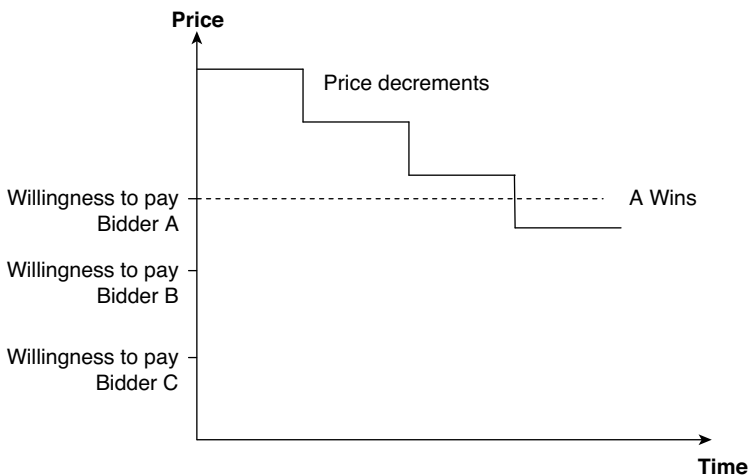 Price
Price decrements
Willingness to pay
Bidder A
A Wins
Willingness to pay
Bidder B
Willingness to pay
Bidder C
Time